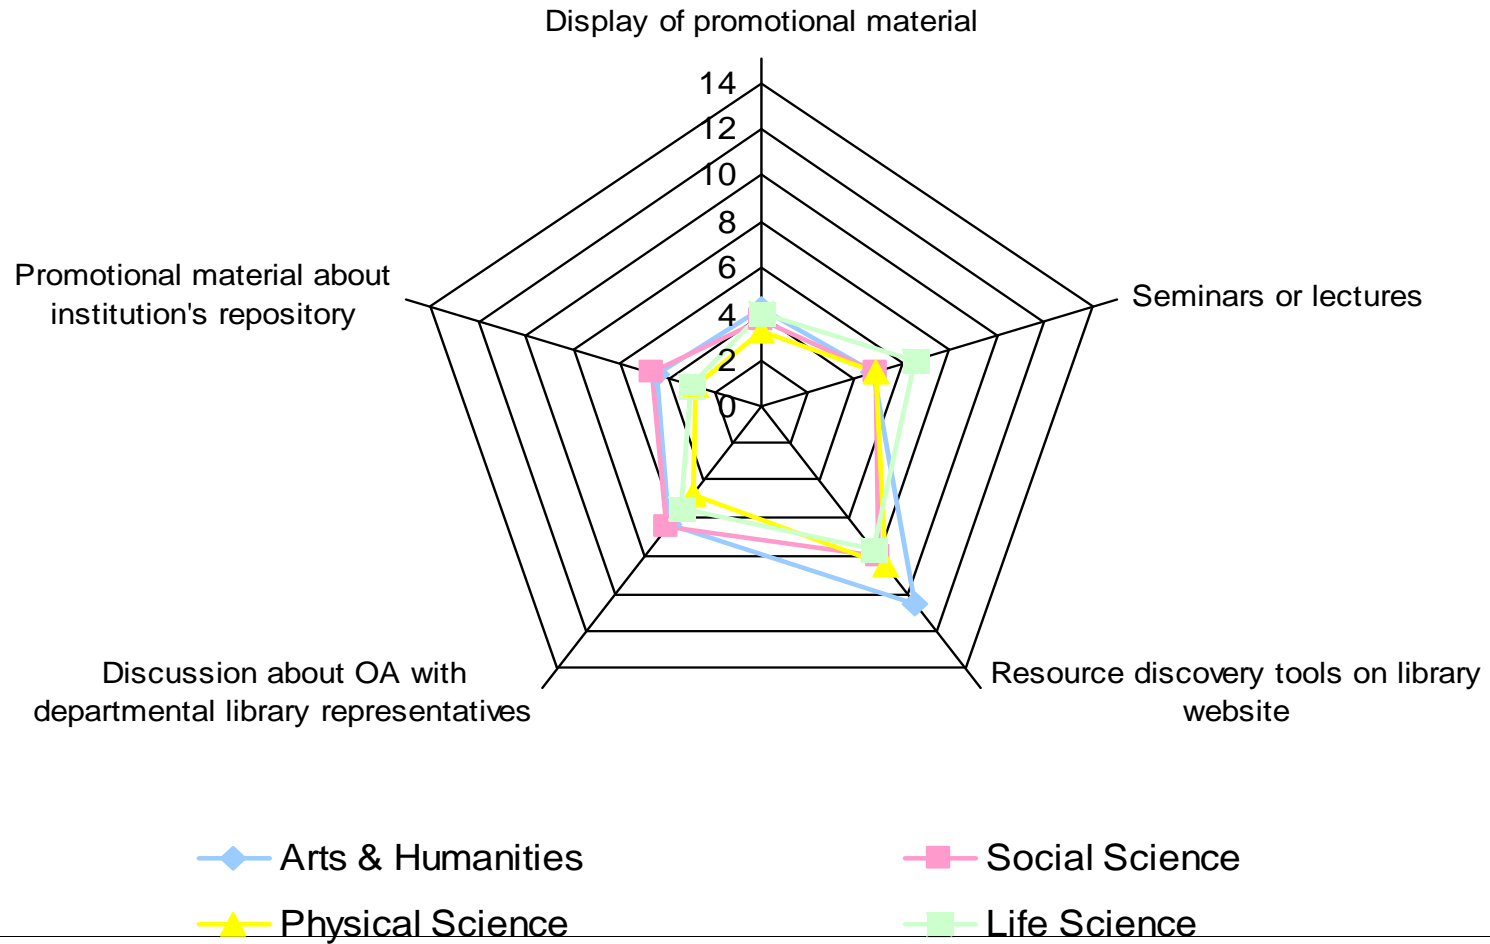 Display of promotional material
14
12
10
8
6
4
2
0
Promotional material about
institution's repository
Seminars or lectures
Discussion about OA with
departmental library representatives
Resource discovery tools on library
website
Arts & Humanities
Social Science
Physical Science
Life Science